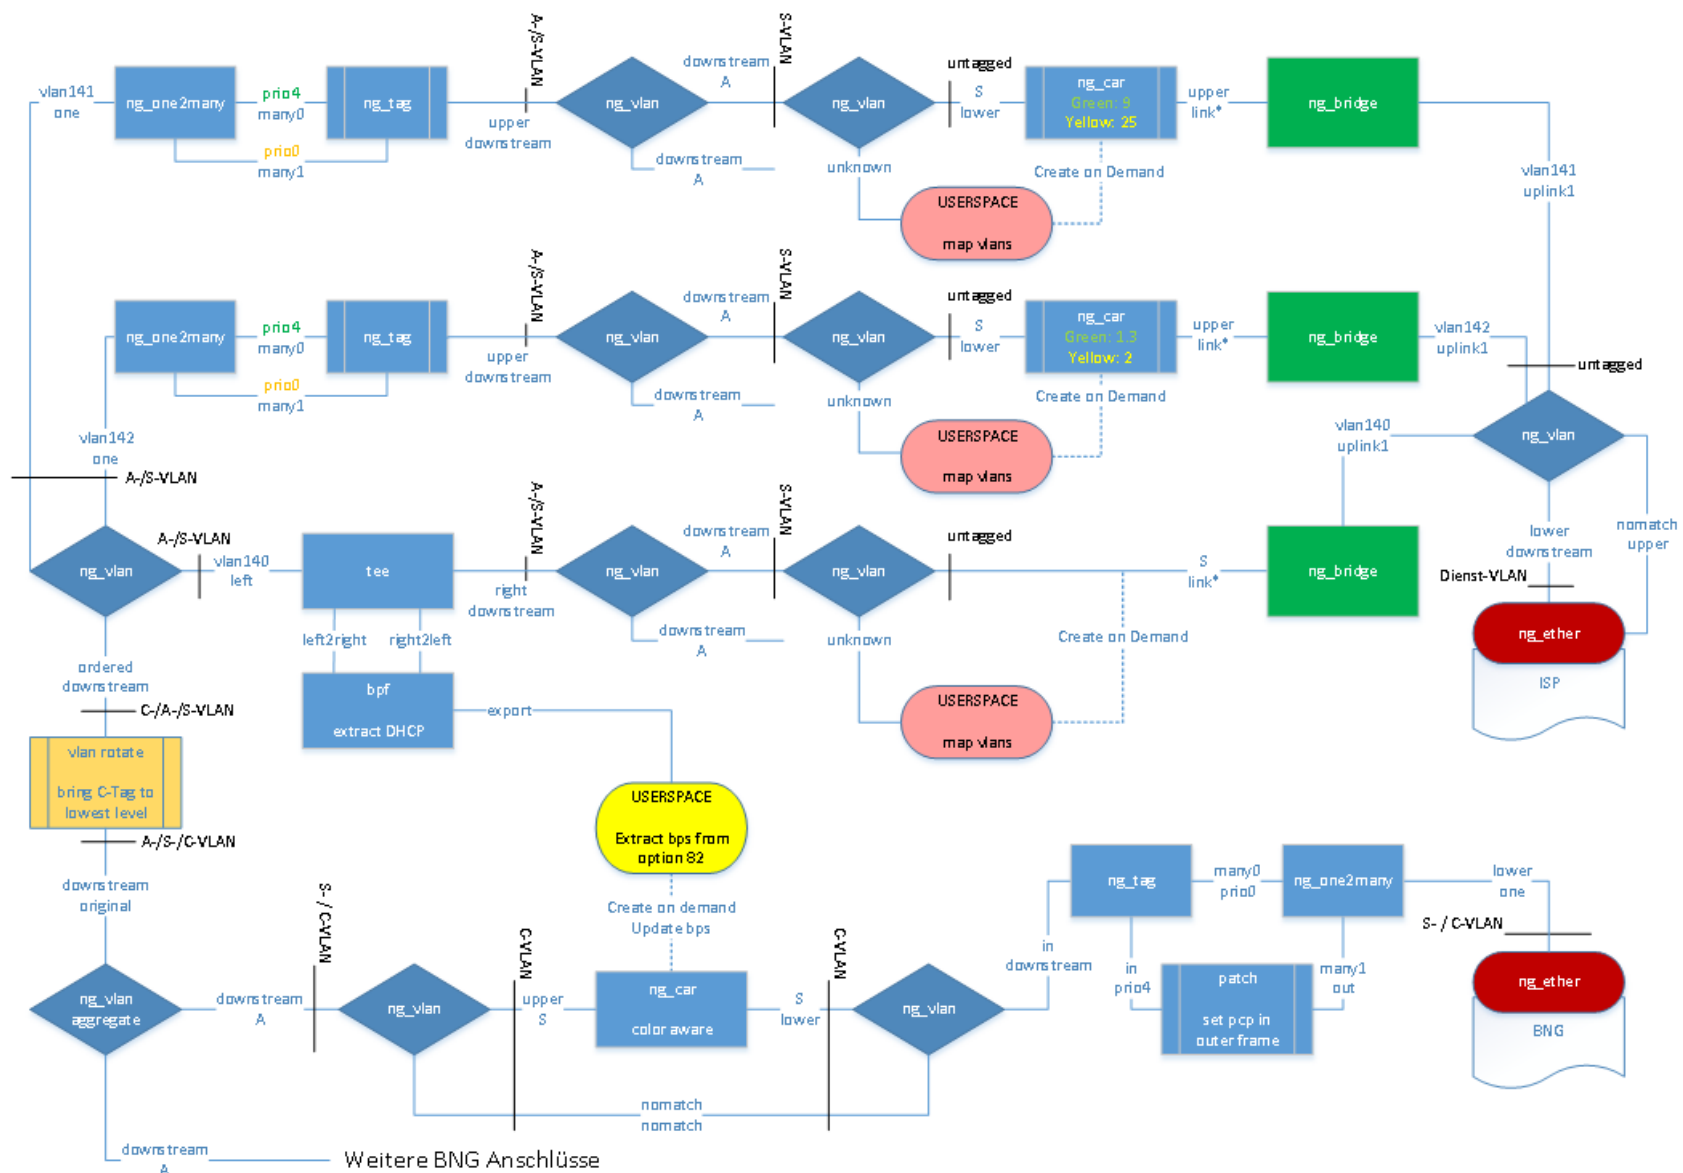 vlan141
one
ng_one2many
prio4
many0
prio0
many1
ng_tag
A-/S-VLAN
upper
downstream
ng_vlan
downstream
A
downstream
A
S-VLAN
ng_vlan
unknown
untagged
S
lower
ng_car
Green: 9
Yellow: 25
Create on Demand
USERSPACE
map vlans
upper
link*
ng_bridge
vlan141
uplink1
ng_one2many
prio4
many0
prio0
many1
ng_tag
A-/S-VLAN
upper
downstream
ng_vlan
downstream
A
downstream
A
S-VLAN
ng_vlan
unknown
untagged
S
lower
ng_car
Green: 1.3
Yellow: 2
Create on Demand
USERSPACE
map vlans
upper
link*
ng_bridge
vlan142
uplink1
untagged
vlan140
uplink1
ng_vlan
lower
downstream
nomatch
upper
Dienst-VLAN
ng_ether
ISP
vlan142
one
A-/S-VLAN
ng_vlan
A-/S-VLAN
vlan140
left
tee
left2right
right2left
bpf
extract DHCP
export
A-/S-VLAN
right
downstream
ng_vlan
downstream
A
downstream
A
S-VLAN
ng_vlan
unknown
untagged
Create on Demand
USERSPACE
map vlans
S
link*
ng_bridge
ordered
downstream
C-/A-/S-VLAN
vlan rotate
bring C-Tag to
lowest level
A-/S-/C-VLAN
downstream
original
USERSPACE
Extract bps from
option 82
Create on demand
Update bps
ng_vlan
aggregate
downstream
A
S- / C-VLAN
ng_vlan
C-VLAN
upper
S
ng_car
color aware
S
lower
C-VLAN
ng_vlan
nomatch
nomatch
in
downstream
ng_tag
many0
prio0
ng_one2many
in
prio4
patch
set pcp in
outer frame
many1
out
lower
one
S- / C-VLAN
ng_ether
BNG
downstream
A
Weitere BNG Anschlüsse